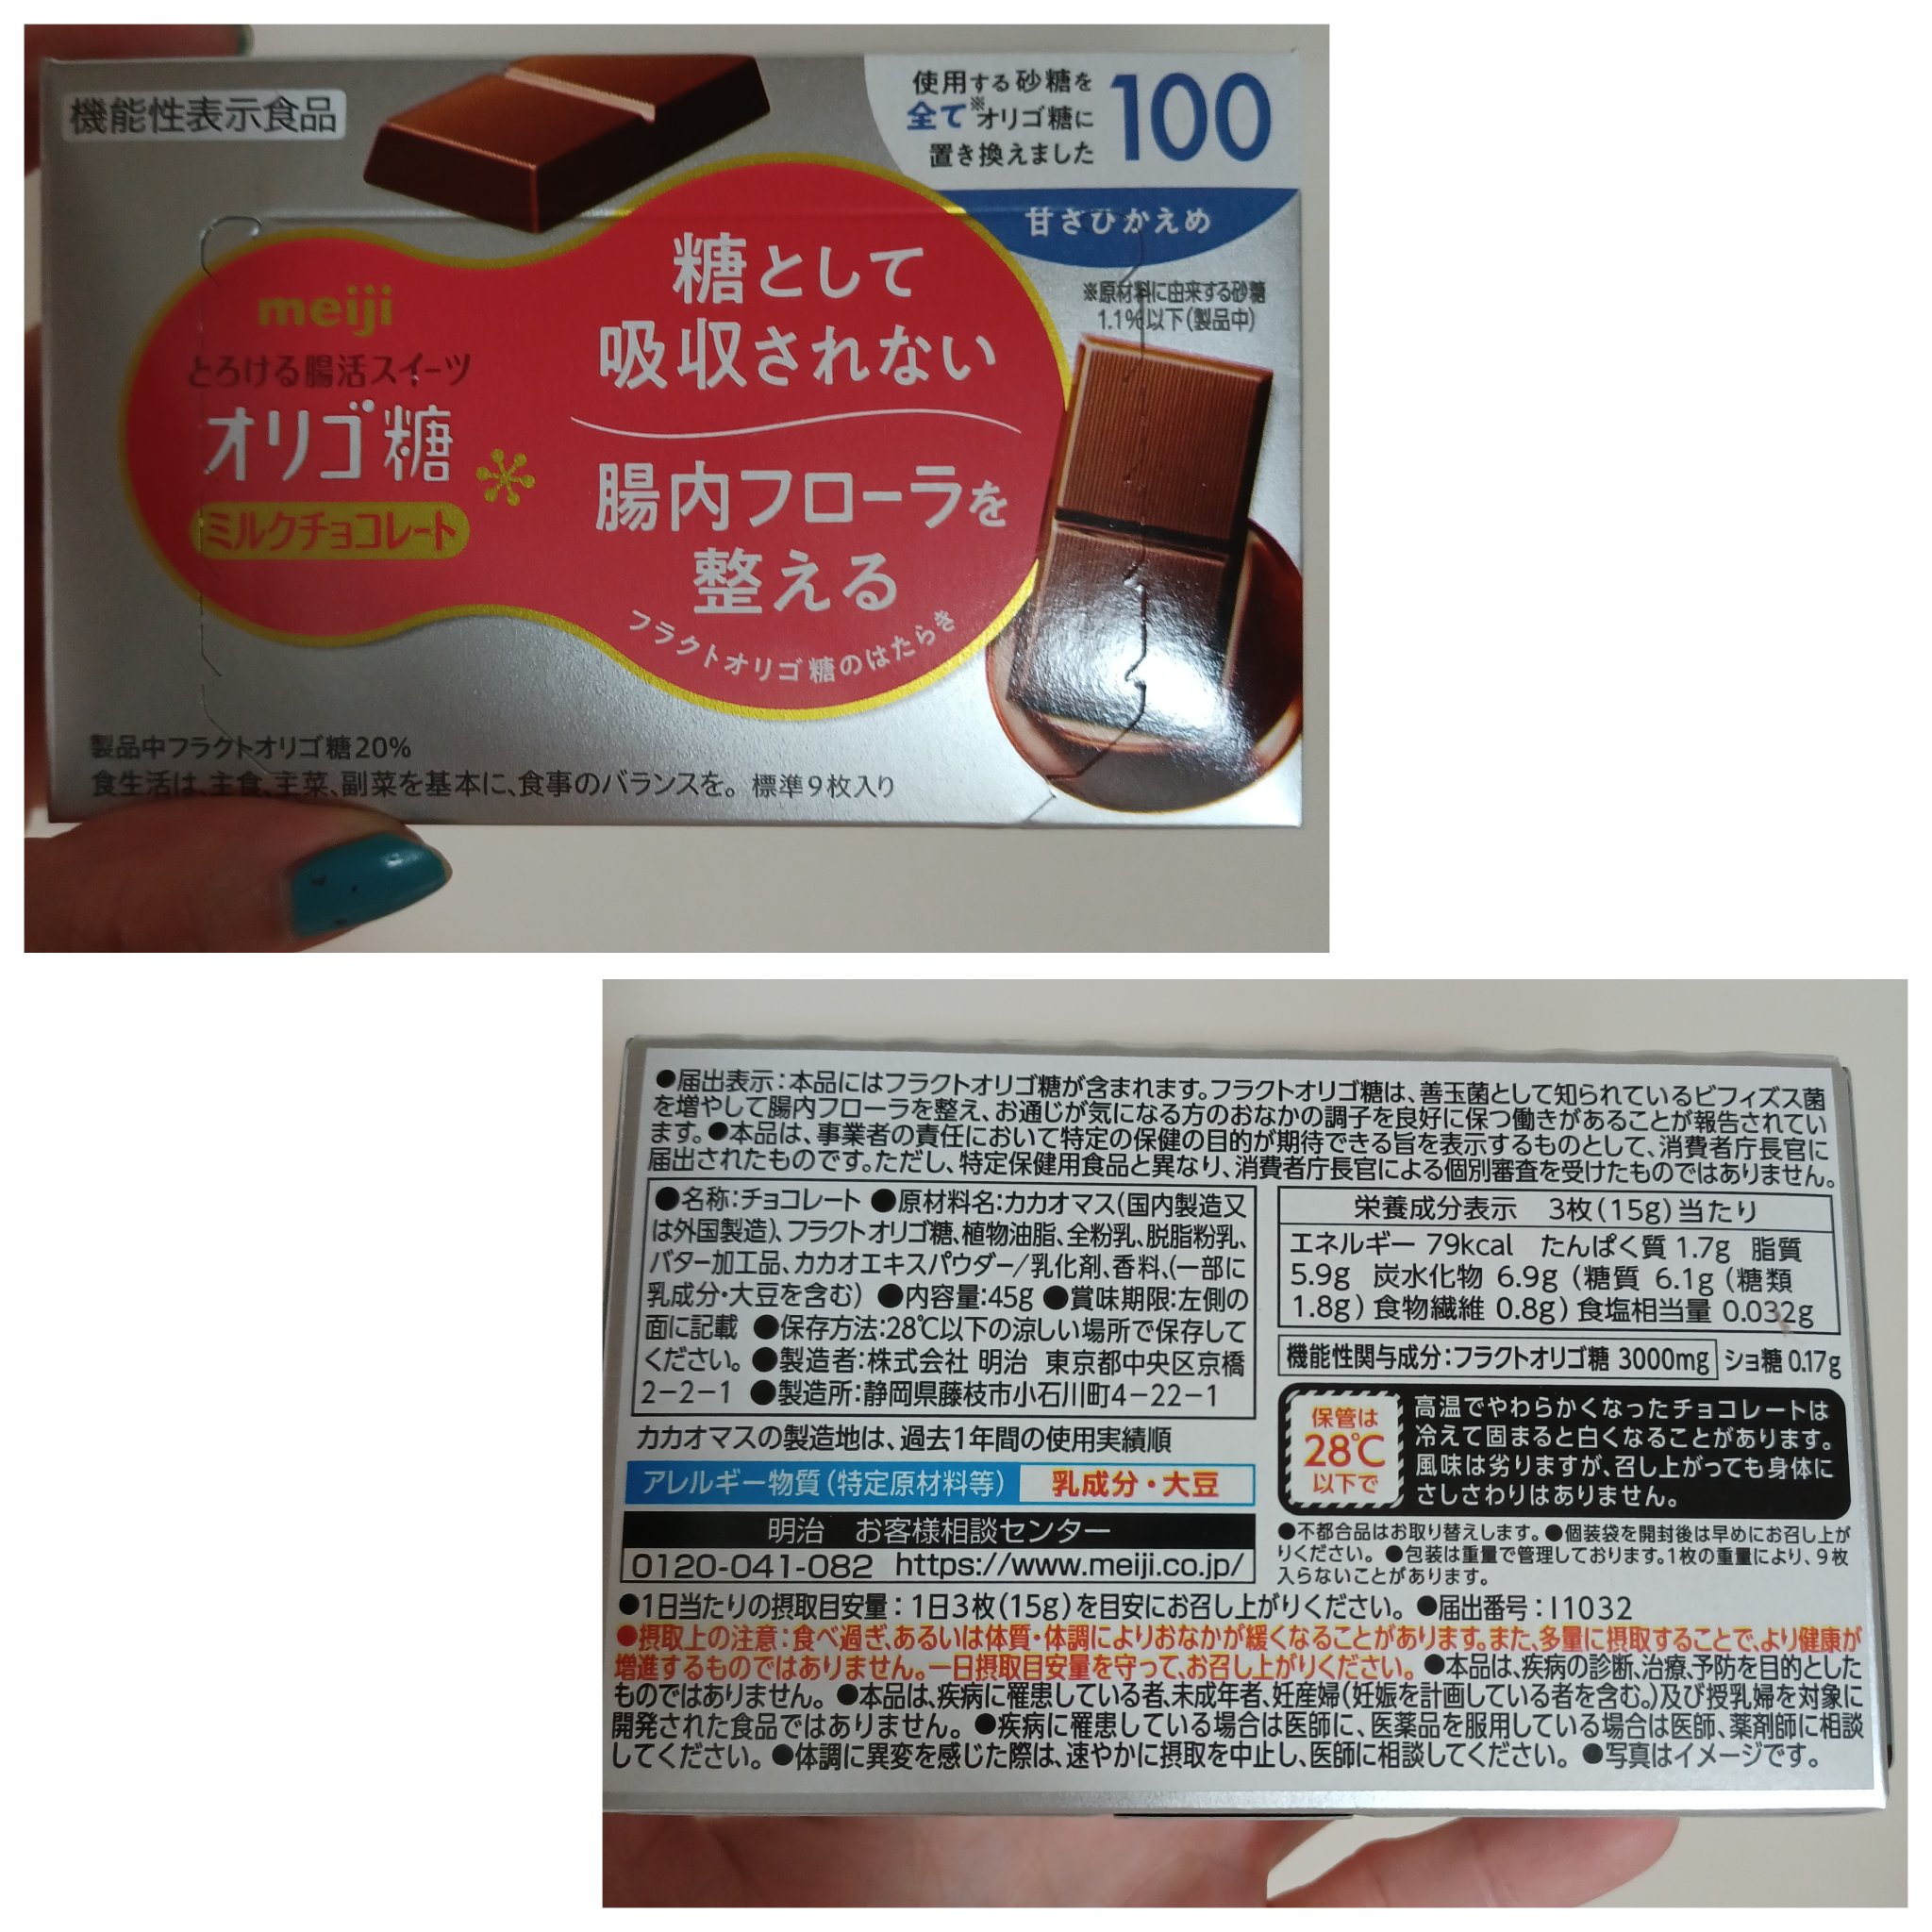 機能性表示食品
使用する砂糖を
全て※オリゴ糖に
置き換えました
100
甘さひかえめ
※原材料に由来する砂糖
1.1%以下(製品中)
meiji
とろける腸活スイーツ
オリゴ糖
ミルクチョコレート
糖として
吸収されない
腸内フローラを
整える
フラクトオリゴ糖のはたらき
製品中フラクトオリゴ糖20%
食生活は、主食、主菜、副菜を基本に、食事のバランスを。 標準9枚入り
●届出表示:本品にはフラクトオリゴ糖が含まれます。フラクトオリゴ糖は、善玉菌として知られているビフィズス菌
を増やして腸内フローラを整え、お通じが気になる方のおなかの調子を良好に保つ働きがあることが報告されてい
ます。●本品は、事業者の責任において特定の保健の目的が期待できる旨を表示するものとして、消費者庁長官に
届出されたものです。ただし、特定保健用食品と異なり、消費者庁長官による個別審査を受けたものではありません。
●名称:チョコレート ●原材料名:カカオマス(国内製造又
は外国製造)、フラクトオリゴ糖、植物油脂、全粉乳、脱脂粉乳、
バター加工品、カカオエキスパウダー/乳化剤、香料、(一部に
乳成分・大豆を含む) ●内容量:45g ●賞味期限:左側の
面に記載 ●保存方法:28℃以下の涼しい場所で保存して
ください。●製造者:株式会社 明治 東京都中央区京橋
2-2-1 ●製造所:静岡県藤枝市小石川町4-22-1
カカオマスの製造地は、過去1年間の使用実績順
アレルギー物質(特定原材料等) 乳成分・大豆
明治 お客様相談センター
0120-041-082 https://www.meiji.co.jp/
栄養成分表示 3枚(15g)当たり
エネルギー 79kcal たんぱく質 1.7g 脂質
5.9g 炭水化物 6.9g (糖質 6.1g (糖類
1.8g) 食物繊維 0.8g) 食塩相当量 0.032g
機能性関与成分:フラクトオリゴ糖 3000mg ショ糖 0.17g
保管は
28℃
以下で
高温でやわらかくなったチョコレートは
冷えて固まると白くなることがあります。
風味は劣りますが、召し上がっても身体に
さしさわりはありません。
●不都合品はお取り替えします。●個装袋を開封後は早めにお召し上が
りください。●包装は重量で管理しております。1枚の重量により、9枚
入らないことがあります。
●1日当たりの摂取目安量:1日3枚(15g)を目安にお召し上がりください。●届出番号:I1032
●摂取上の注意:食べ過ぎ、あるいは体質・体調によりおなかが緩くなることがあります。また、多量に摂取することで、より健康が
増進するものではありません。一日摂取目安量を守って、お召し上がりください。●本品は、疾病の診断、治療、予防を目的とした
ものではありません。●本品は、疾病に罹患している者、未成年者、妊産婦(妊娠を計画している者を含む。)及び授乳婦を対象に
開発された食品ではありません。●疾病に罹患している場合は医師に、医薬品を服用している場合は医師、薬剤師に相談
してください。●体調に異変を感じた際は、速やかに摂取を中止し、医師に相談してください。●写真はイメージです。